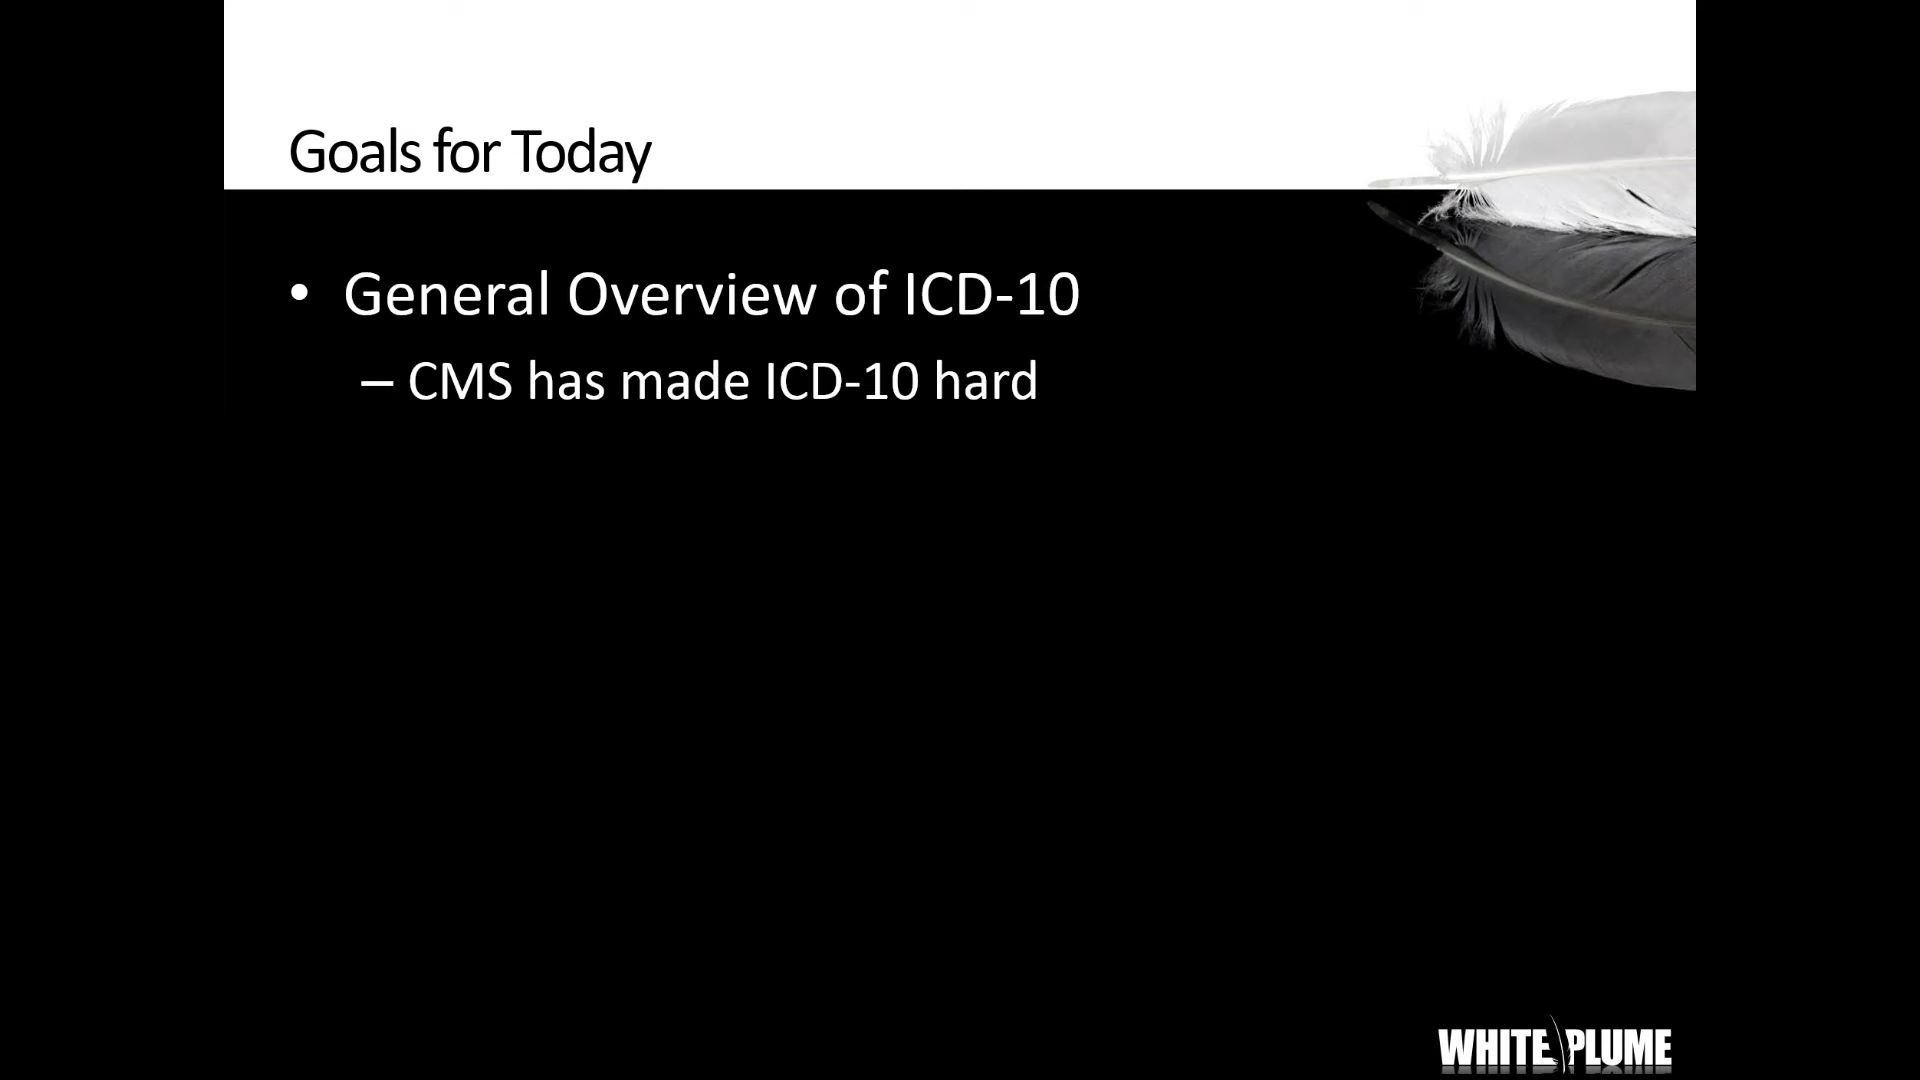 Goals for Today
• General Overview of ICD-10
– CMS has made ICD-10 hard
WHITE PLUME